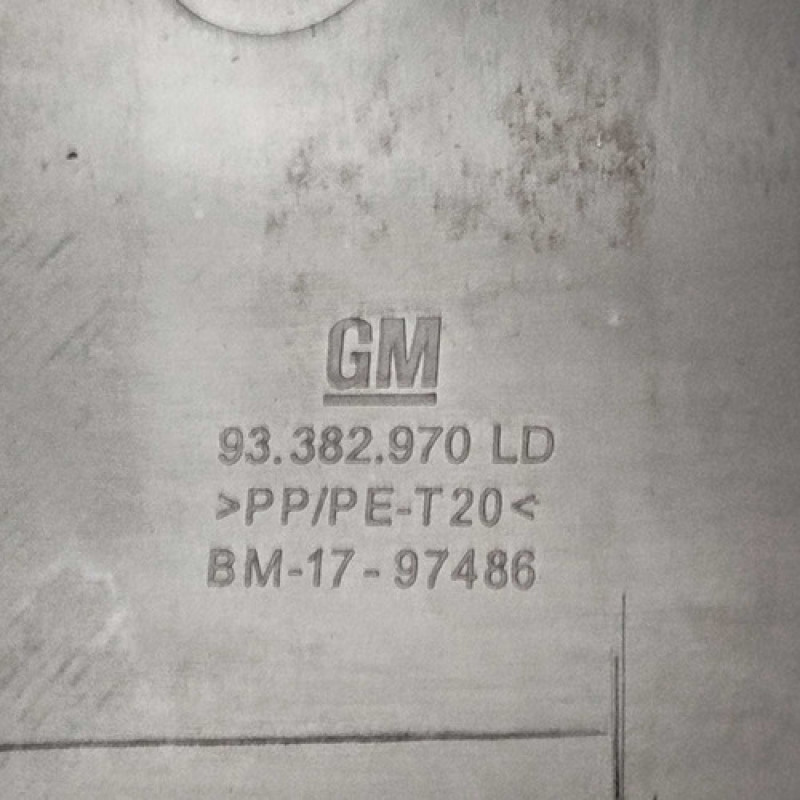 GM
93.382.970 LD
>PP/PE-T20<
BM-17-97486